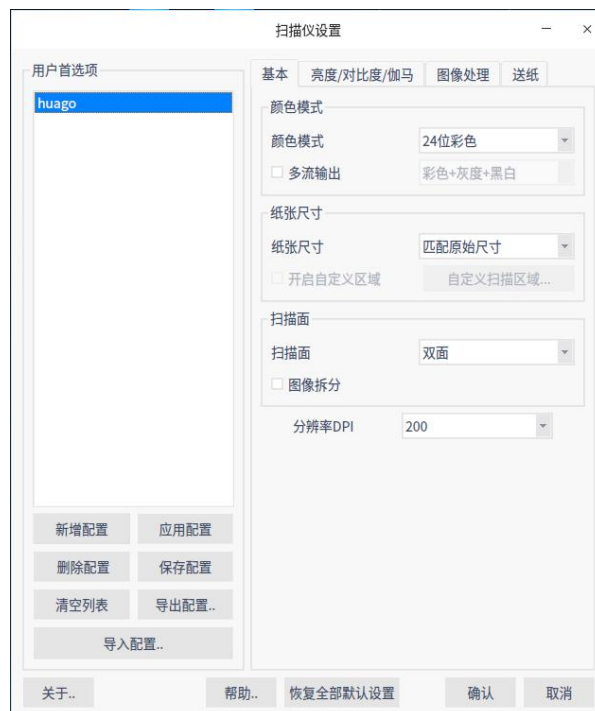 扫描仪设置
用户首选项
huago
新增配置 应用配置
删除配置 保存配置
清空列表 导出配置..
导入配置..
基本 亮度/对比度/伽马 图像处理 送纸
颜色模式
颜色模式 24位彩色
多流输出 彩色+灰度+黑白
纸张尺寸
纸张尺寸 匹配原始尺寸
开启自定义区域 自定义扫描区域...
扫描面
扫描面 双面
图像拆分
分辨率DPI 200
关于.. 帮助.. 恢复全部默认设置 确认 取消